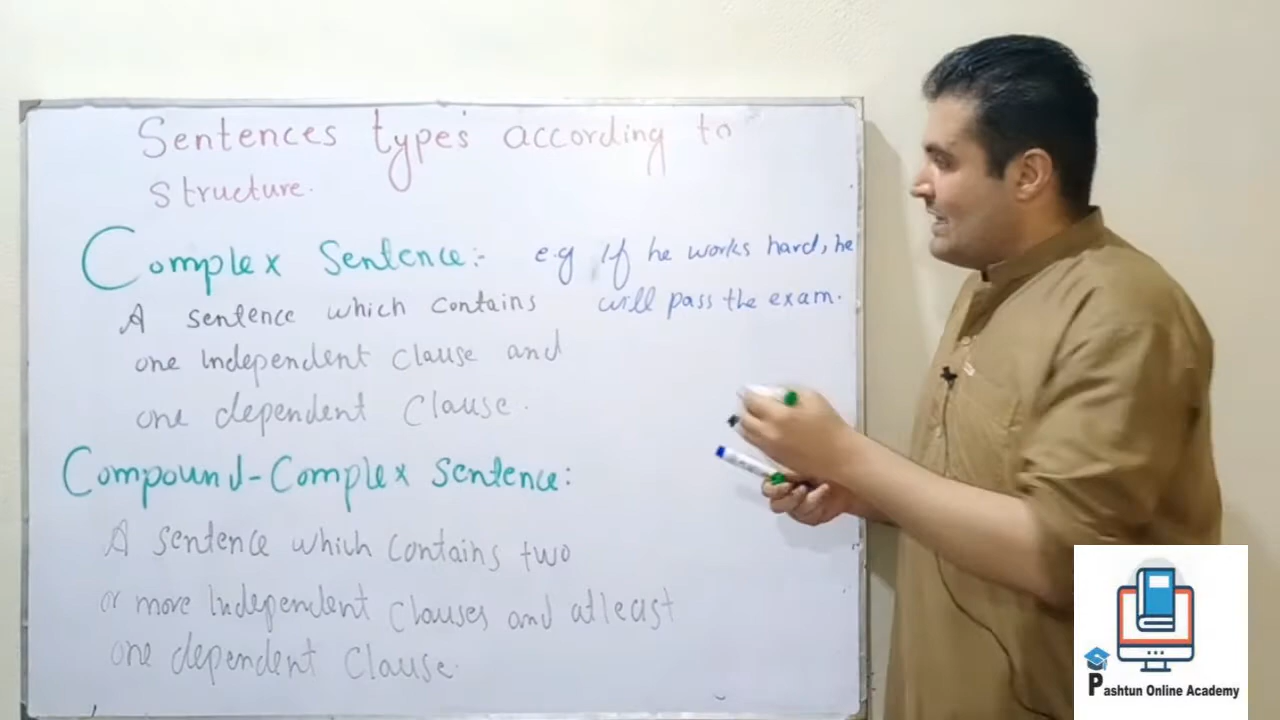 Sentences types according to
structure.
Complex Sentence:-
A sentence which contains
one Independent Clause and
one dependent Clause.
e.g If he works hard, he
will pass the exam.
Compound-Complex Sentence:
A sentence which contains two
or more Independent Clauses and atleast
one dependent Clause.
Pashtun Online Academy